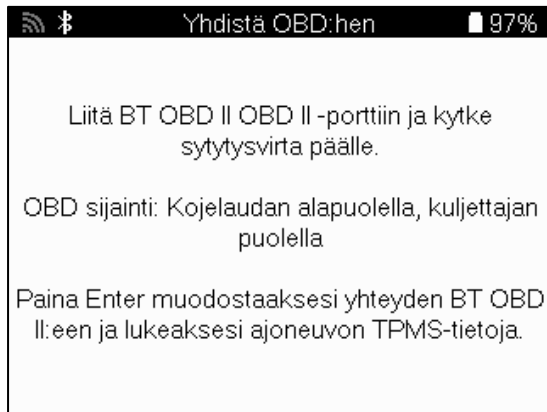 Yhdistä OBD:hen 97%
Liitä BT OBD II OBD II -porttiin ja kytke
sytytysvirta päälle.
OBD sijainti: Kojelaudan alapuolella, kuljettajan
puolella
Paina Enter muodostaaksesi yhteyden BT OBD
II:een ja lukeaksesi ajoneuvon TPMS-tietoja.